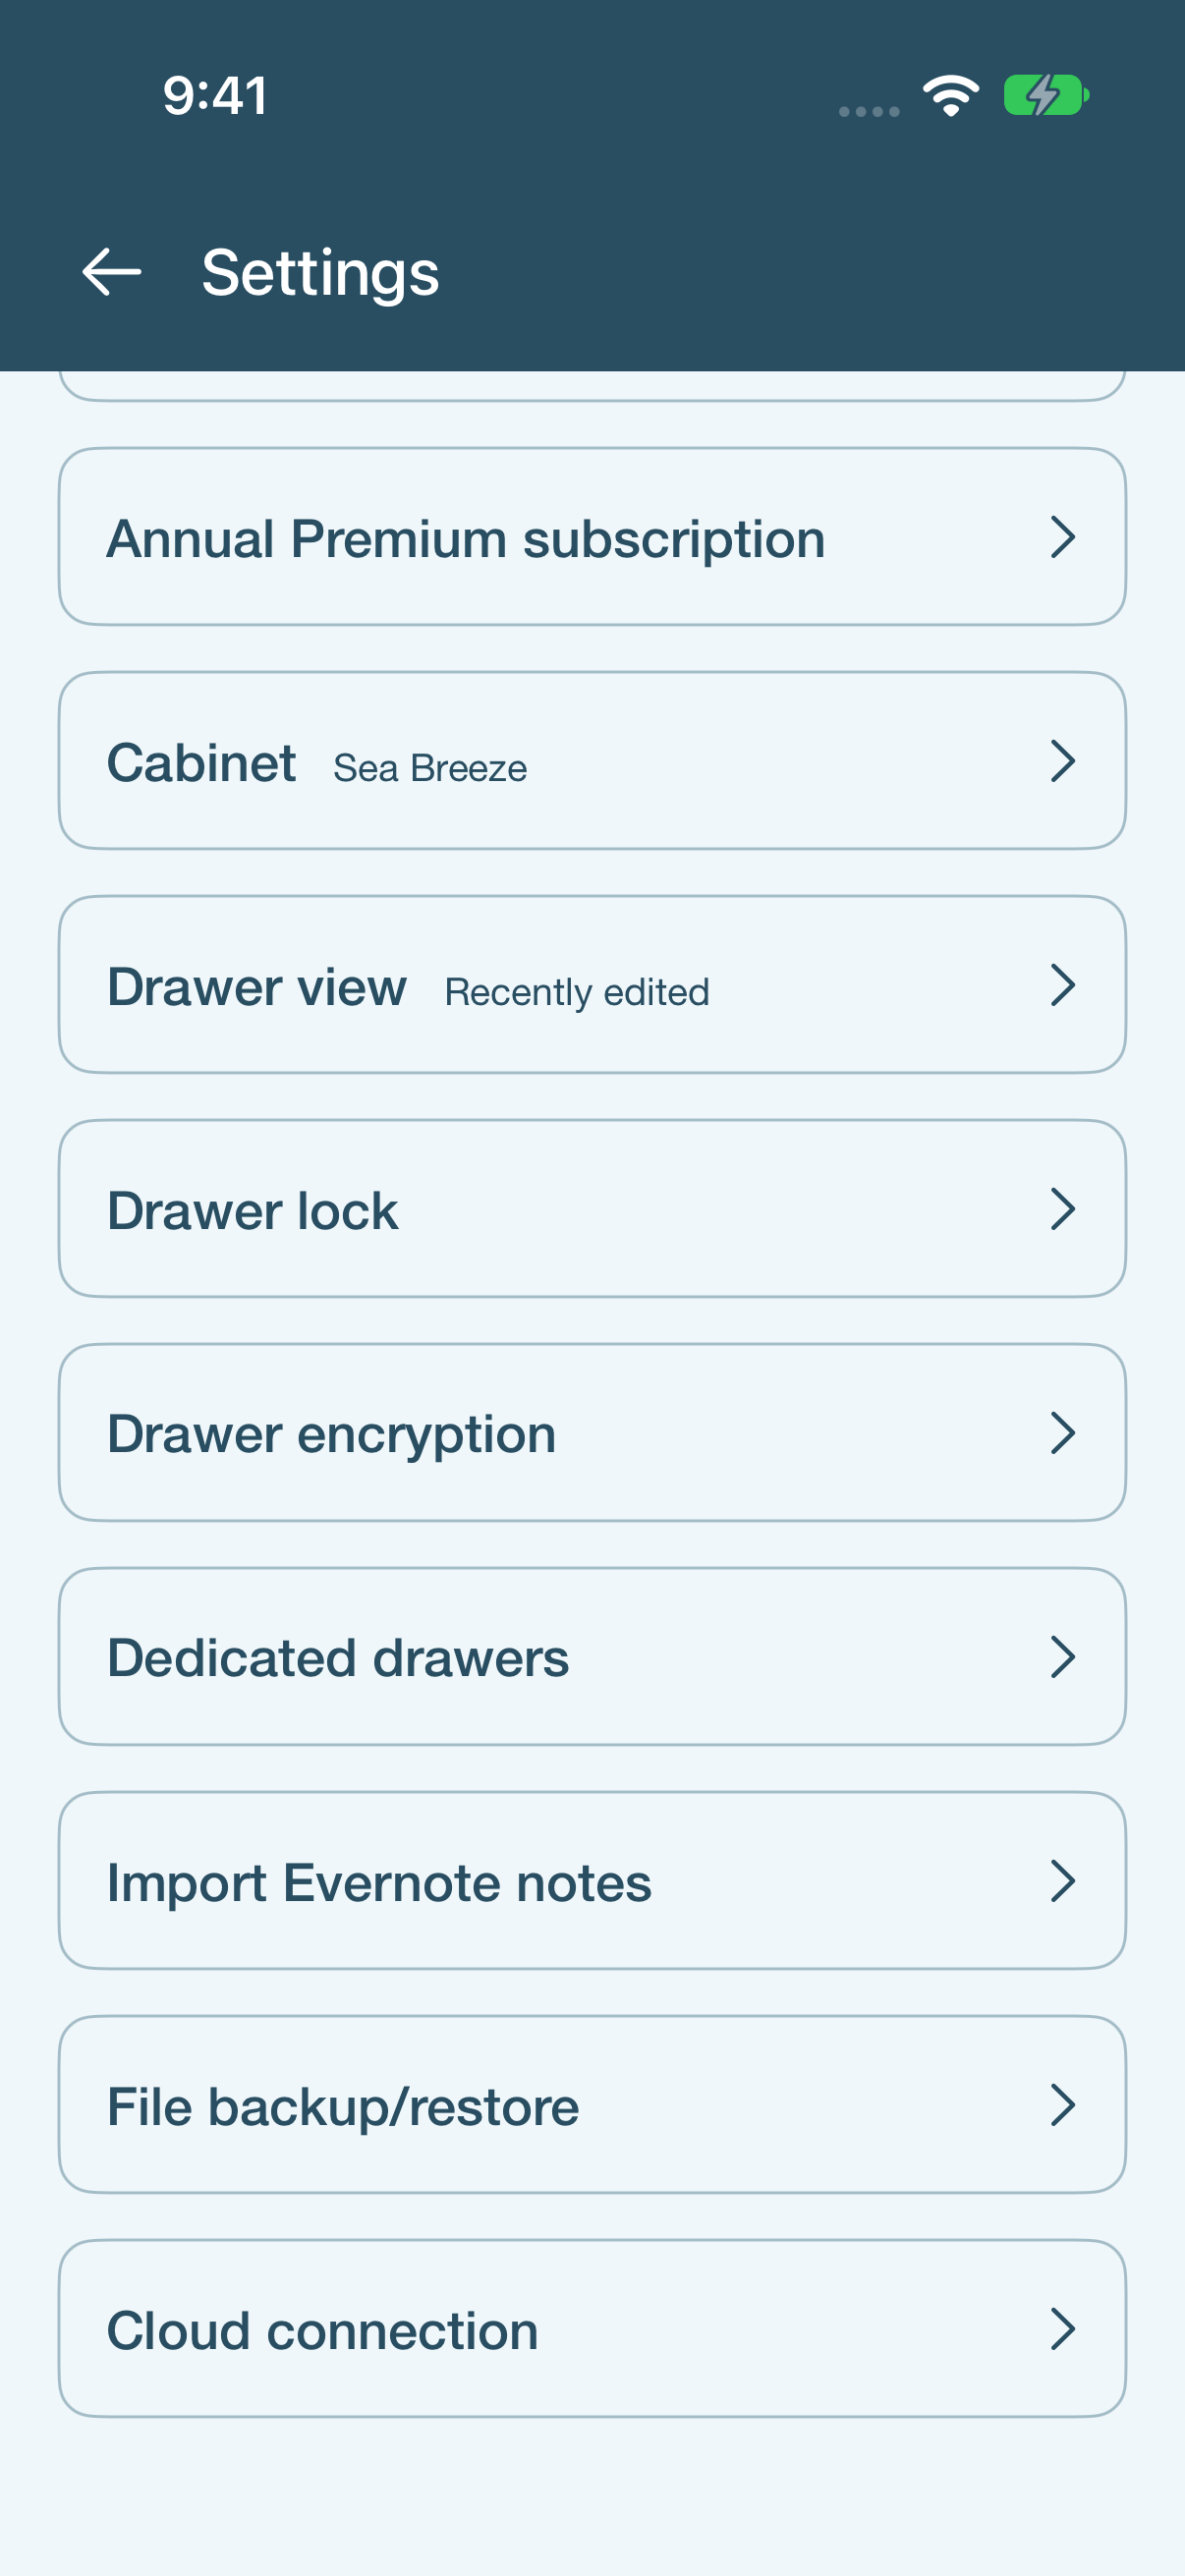 9:41
Settings
Annual Premium subscription
Cabinet Sea Breeze
Drawer view Recently edited
Drawer lock
Drawer encryption
Dedicated drawers
Import Evernote notes
File backup/restore
Cloud connection